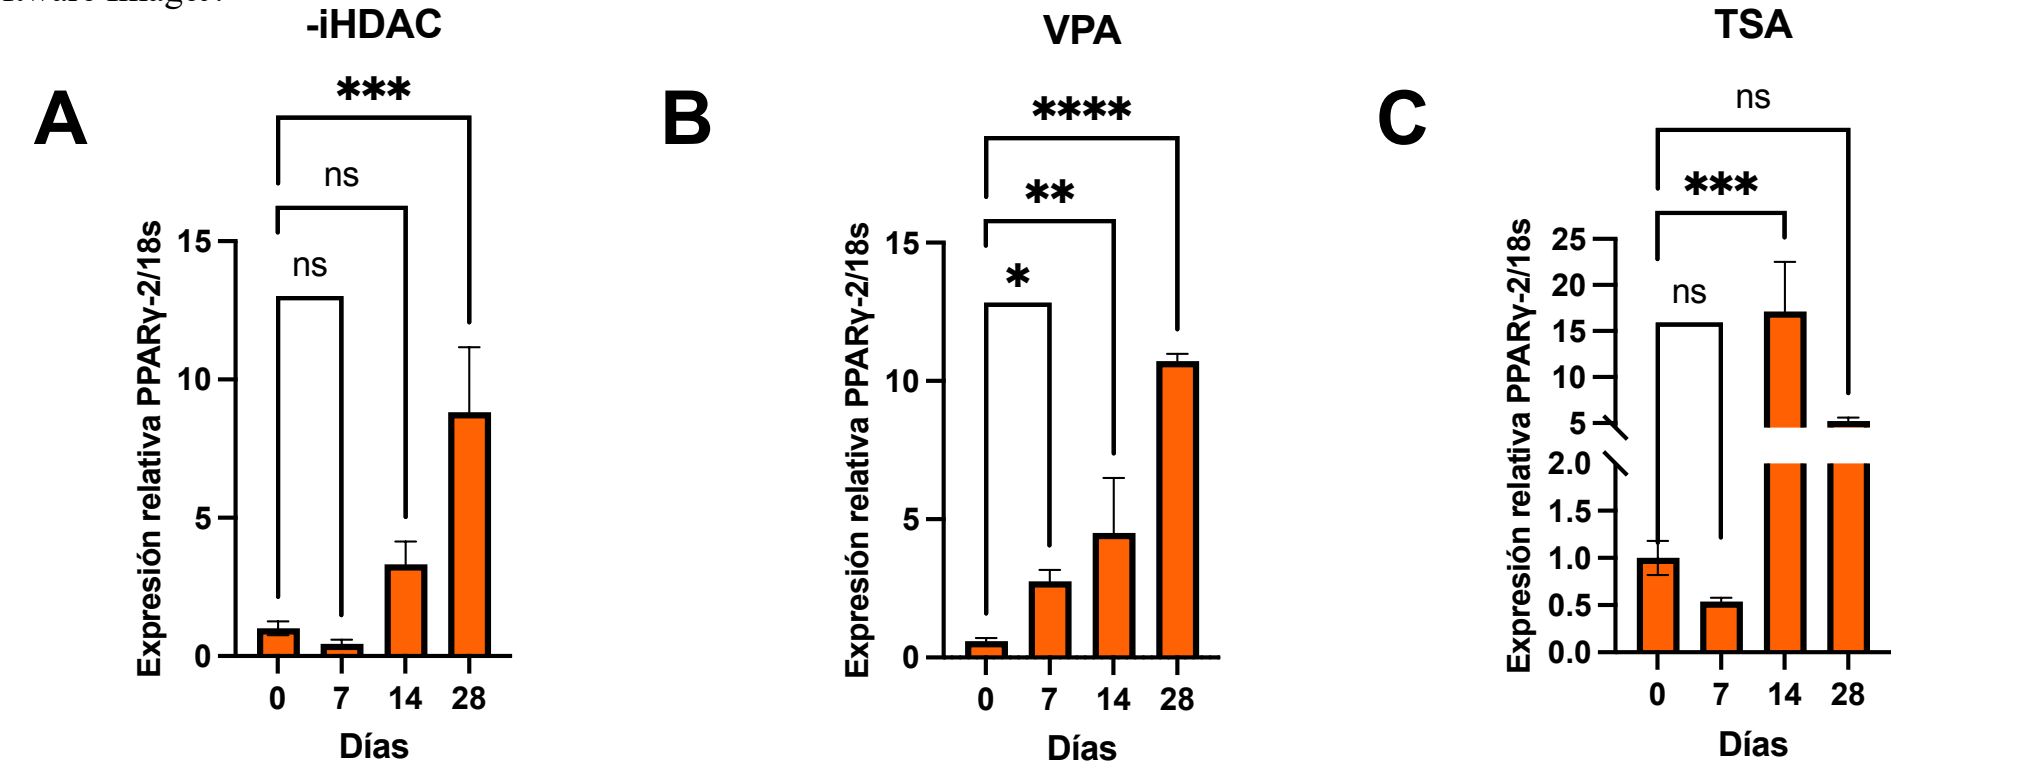 -iHDAC
A
***
ns
ns
Expresión relativa PPARγ-2/18s
15
10
5
0
0 7 14 28
Días
VPA
B
****
**
*
Expresión relativa PPARγ-2/18s
15
10
5
0
0 7 14 28
Días
TSA
C
ns
***
ns
Expresión relativa PPARγ-2/18s
25
20
15
10
5
2.0
1.5
1.0
0.5
0.0
0 7 14 28
Días